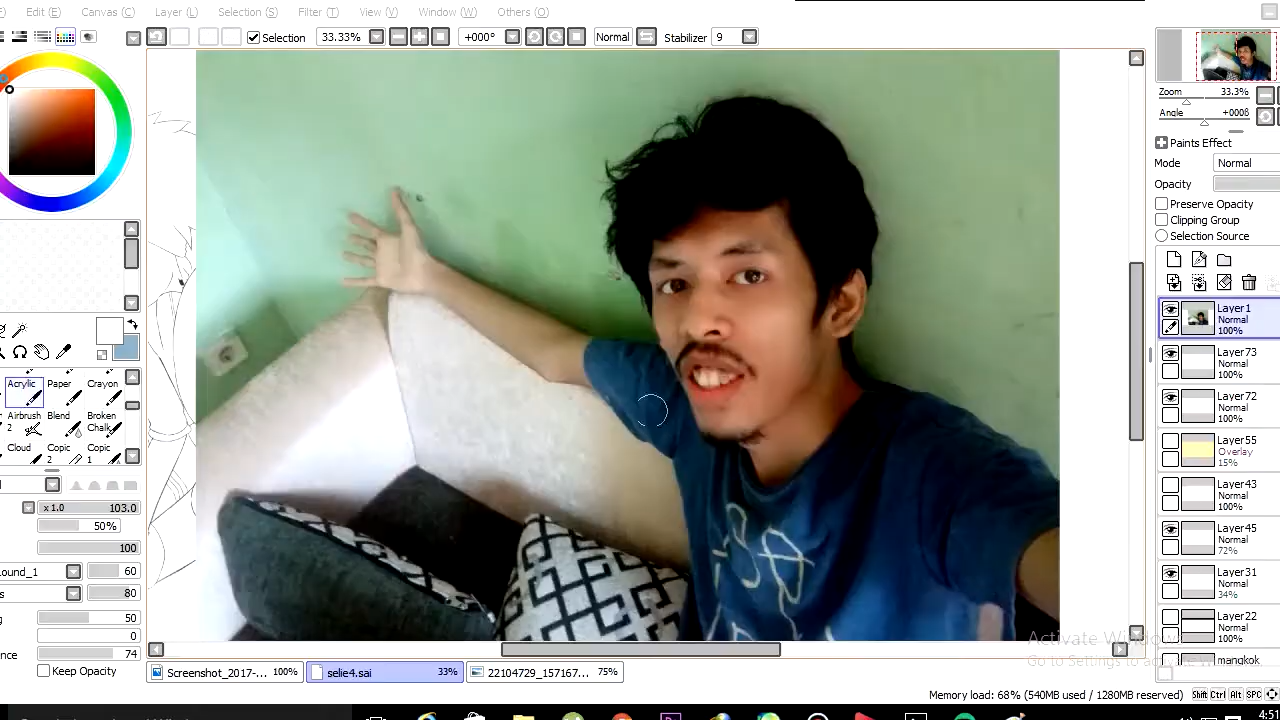 Edit (E) Canvas (C) Layer (L) Selection (S) Filter (T) View (V) Window (W) Others (O)
Selection 33.33% +000° Normal Stabilizer 9
Zoom 33.3%
Angle +000ß
Paints Effect
Mode Normal
Opacity
Preserve Opacity
Clipping Group
Selection Source
Layer1
Normal
100%
Layer73
Normal
100%
Layer72
Normal
100%
Layer55
Overlay
15%
Layer43
Normal
100%
Layer45
Normal
72%
Layer31
Normal
34%
Layer22
Normal
100%
mangkok
Acrylic Paper Crayon
Airbrush Blend Broken
2 Chalk
Cloud Copic Copic
2 1
x 1.0 103.0
50%
100
60
80
50
0
74
Keep Opacity
Activate Windows
Go to Settings to activate
Screenshot_2017-... 100% selie4.sai 33% 22104729_157167... 75%
Memory load: 68% (540MB used / 1280MB reserved) Shift Ctrl Alt SPC